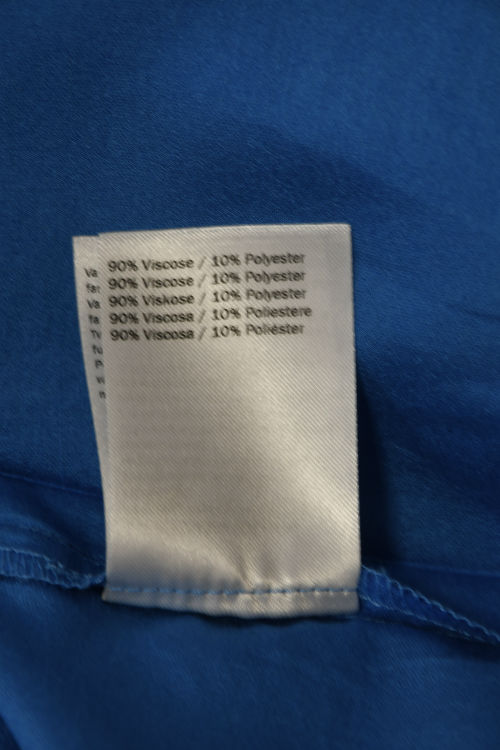 90% Viscose / 10% Polyester
90% Viscose / 10% Polyester
90% Viskose / 10% Polyester
90% Viscosa / 10% Poliestere
90% Viscosa / 10% Poliéster